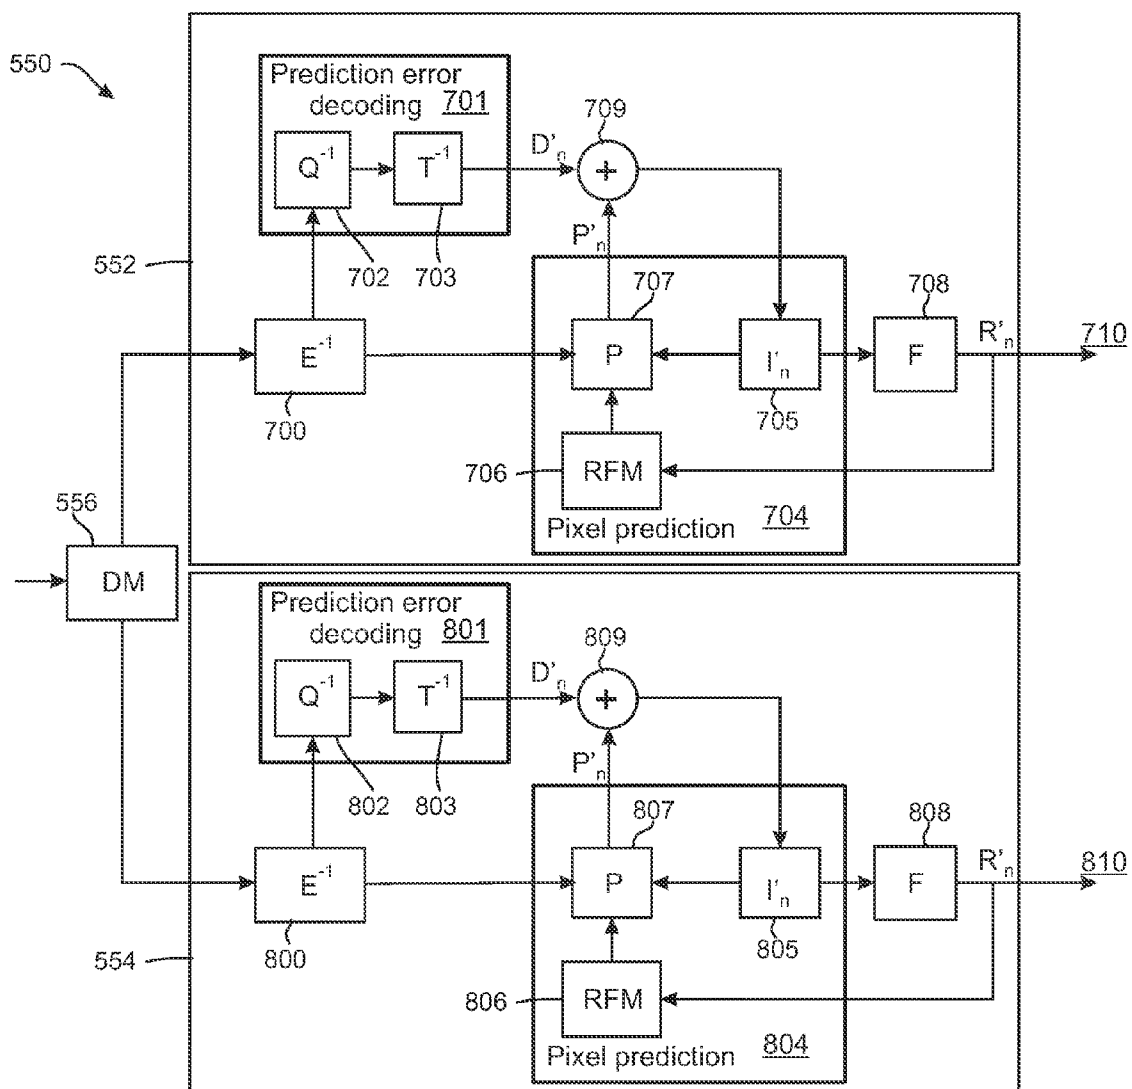 550
Prediction error
decoding 701
Q⁻¹
T⁻¹
D'n
709
+
P'n
552
702
703
707
708
E⁻¹
P
I'n
F
R'n
710
700
705
706
RFM
Pixel prediction
704
556
DM
Prediction error
decoding 801
Q⁻¹
T⁻¹
D'n
809
+
P'n
802
803
807
808
E⁻¹
P
I'n
F
R'n
810
554
800
805
806
RFM
Pixel prediction
804